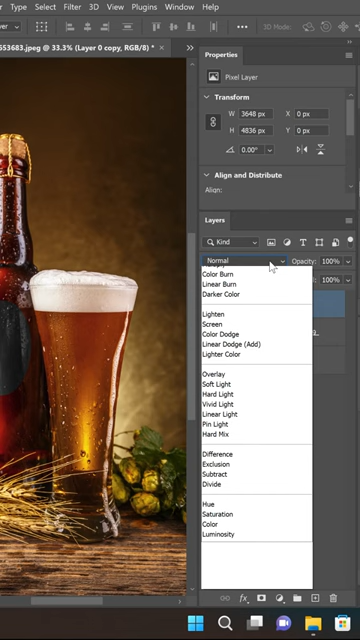 er Type Select Filter 3D View Plugins Window Help
3D Mode:
553683.jpeg @ 33.3% (Layer 0 copy, RGB/8) *
Properties
Pixel Layer
Transform
W 3648 px X 0 px
H 4836 px Y 0 px
0.00°
Align and Distribute
Align:
Layers
Kind
Normal Opacity: 100%
100%
Color Burn
Linear Burn
Darker Color
Lighten
Screen
Color Dodge
Linear Dodge (Add)
Lighter Color
Overlay
Soft Light
Hard Light
Vivid Light
Linear Light
Pin Light
Hard Mix
Difference
Exclusion
Subtract
Divide
Hue
Saturation
Color
Luminosity
fx